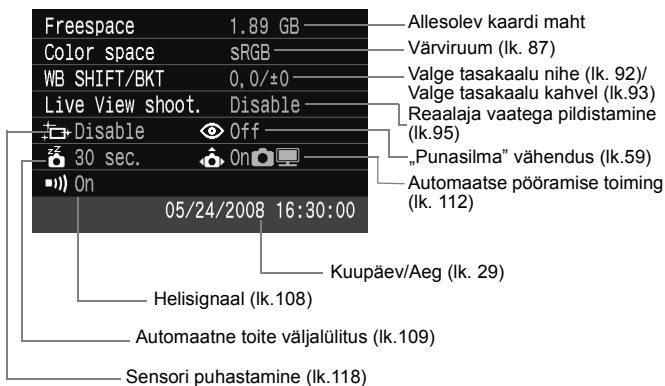 Freespace 1.89 GB
Allesolev kaardi maht
Color space sRGB
Värviruum (lk. 87)
WB SHIFT/BKT 0,0/±0
Valge tasakaalu nihe (lk. 92)/
Valge tasakaalu kahvel (lk.93)
Live View shoot. Disable
Reaalaja vaatega pildistamine
(lk.95)
Disable Off
„Punasilma” vähendus (lk.59)
30 sec. On
Automaatse pööramise toiming
(lk. 112)
On
05/24/2008 16:30:00
Kuupäev/Aeg (lk. 29)
Helisignaal (lk.108)
Automaatne toite väljalülitus (lk.109)
Sensori puhastamine (lk.118)